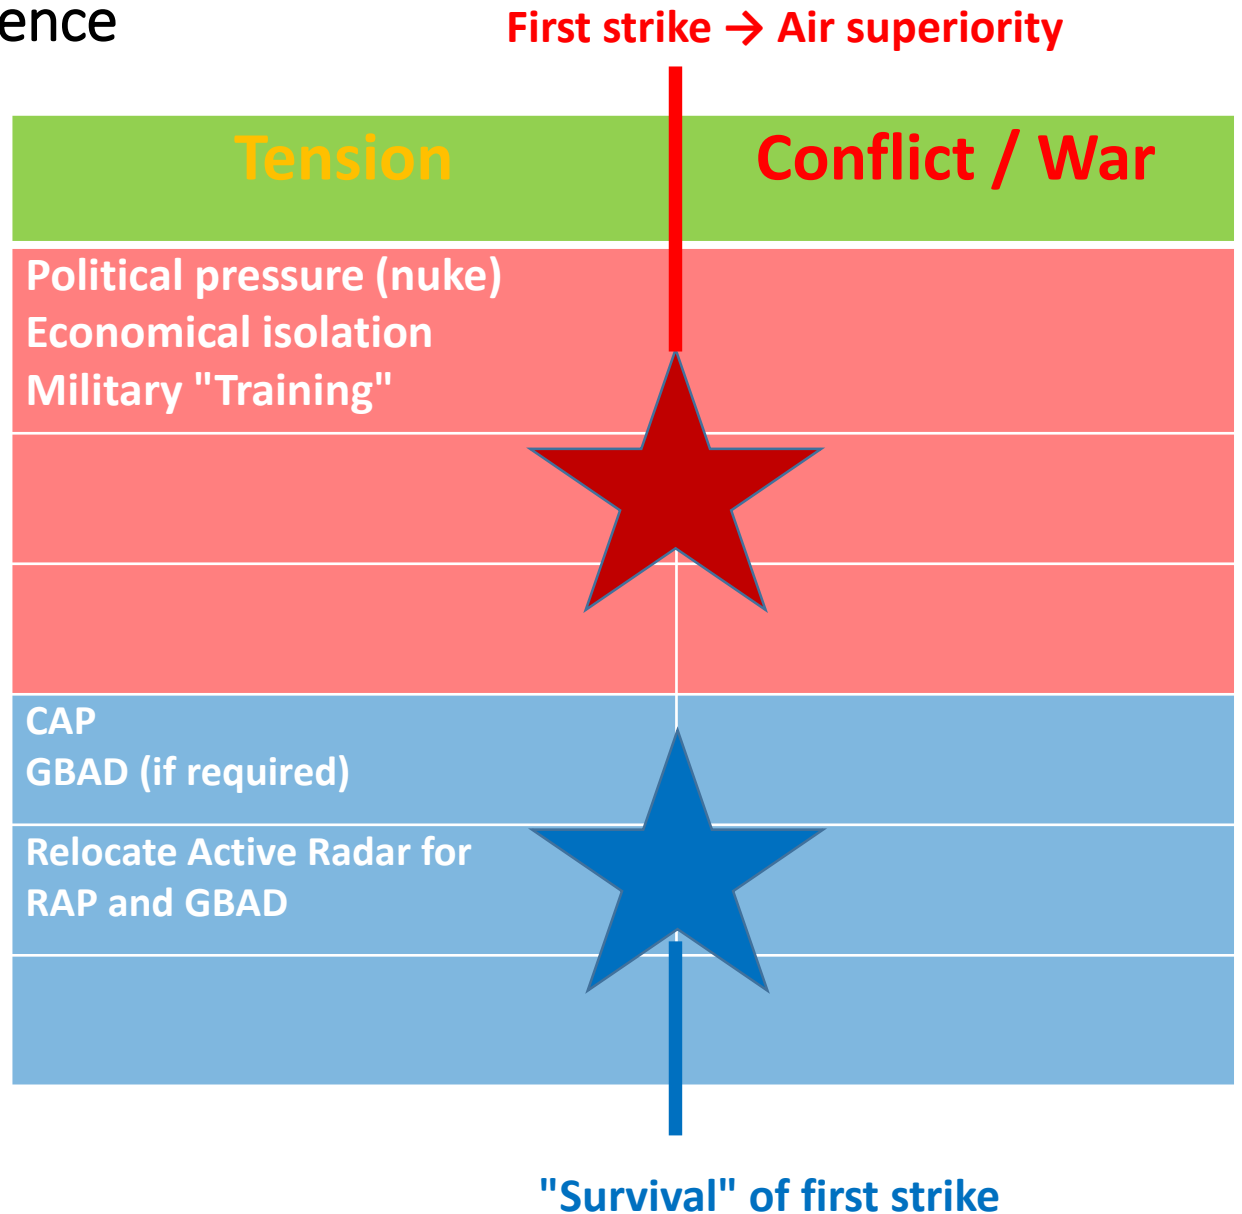 ence
First strike → Air superiority
Tension
Conflict / War
Political pressure (nuke)
Economical isolation
Military "Training"
CAP
GBAD (if required)
Relocate Active Radar for
RAP and GBAD
"Survival" of first strike